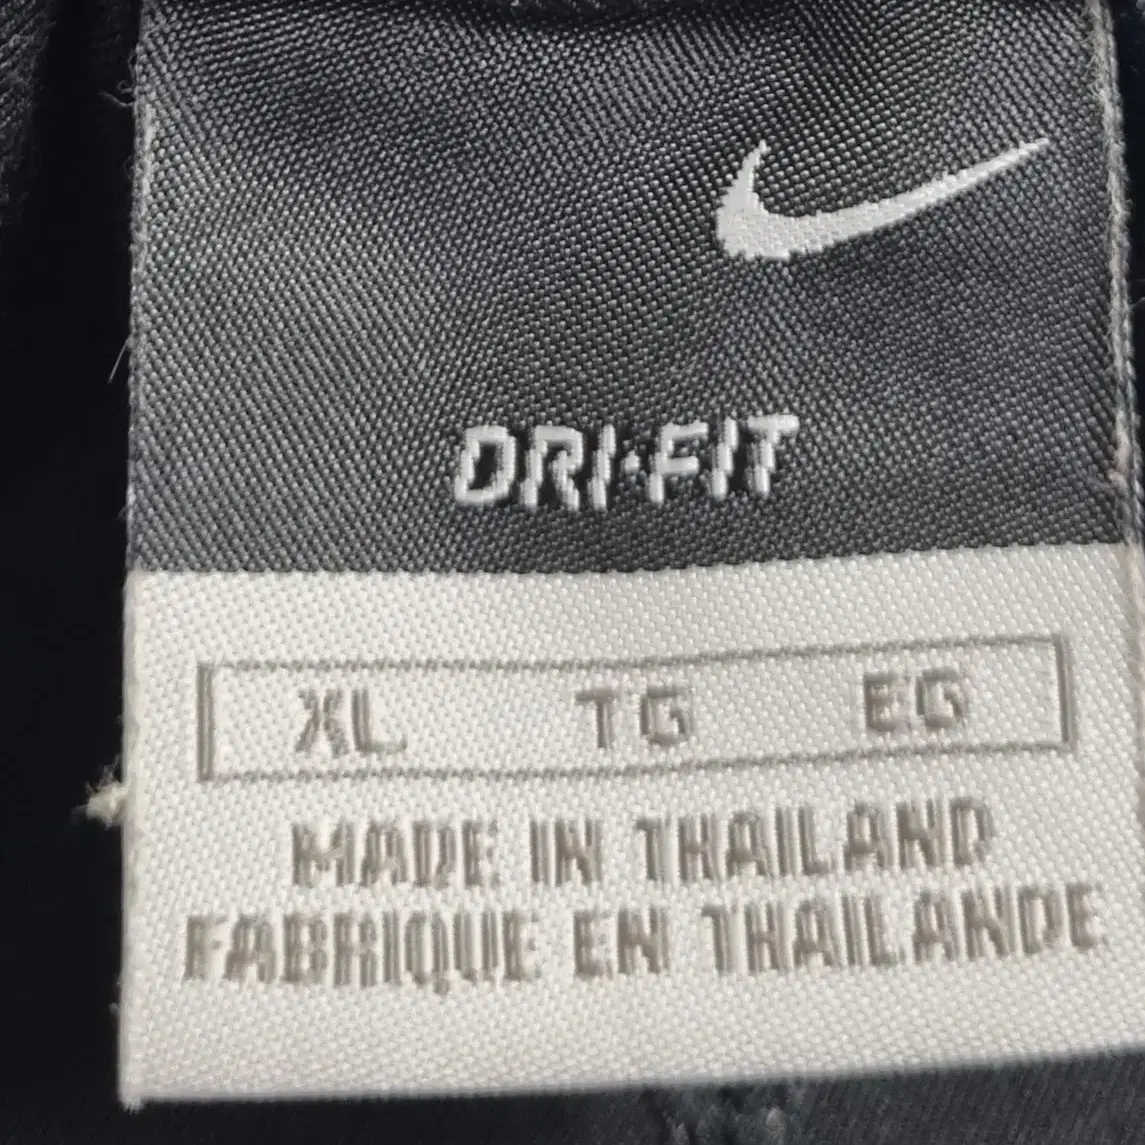 DRI-FIT
XL TG EG
MADE IN THAILAND
FABRIQUE EN THAILANDE